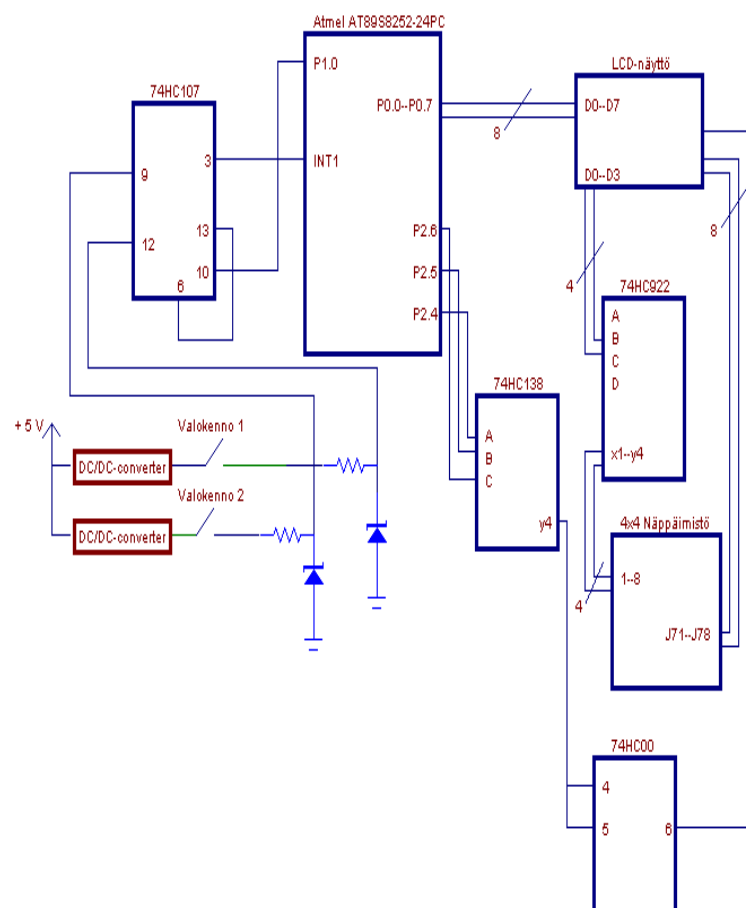 Atmel AT89S8252-24PC
P1.0
P0.0--P0.7
INT1
P2.6
P2.5
P2.4
74HC107
9
3
12
13
10
6
LCD-näyttö
D0--D7
D0--D3
8
8
4
74HC922
A
B
C
D
x1--y4
74HC138
A
B
C
y4
+ 5 V
Valokenno 1
DC/DC-converter
Valokenno 2
DC/DC-converter
4x4 Näppäimistö
1--8
4
J71--J78
74HC00
4
5
6